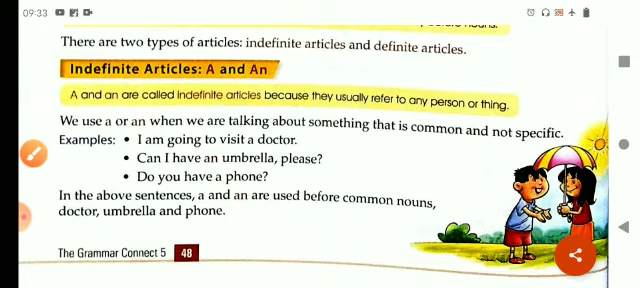 09:33
nouns.
There are two types of articles: indefinite articles and definite articles.
Indefinite Articles: A and An
A and an are called indefinite articles because they usually refer to any person or thing.
We use a or an when we are talking about something that is common and not specific.
Examples: • I am going to visit a doctor.
• Can I have an umbrella, please?
• Do you have a phone?
In the above sentences, a and an are used before common nouns,
doctor, umbrella and phone.
The Grammar Connect 5 48